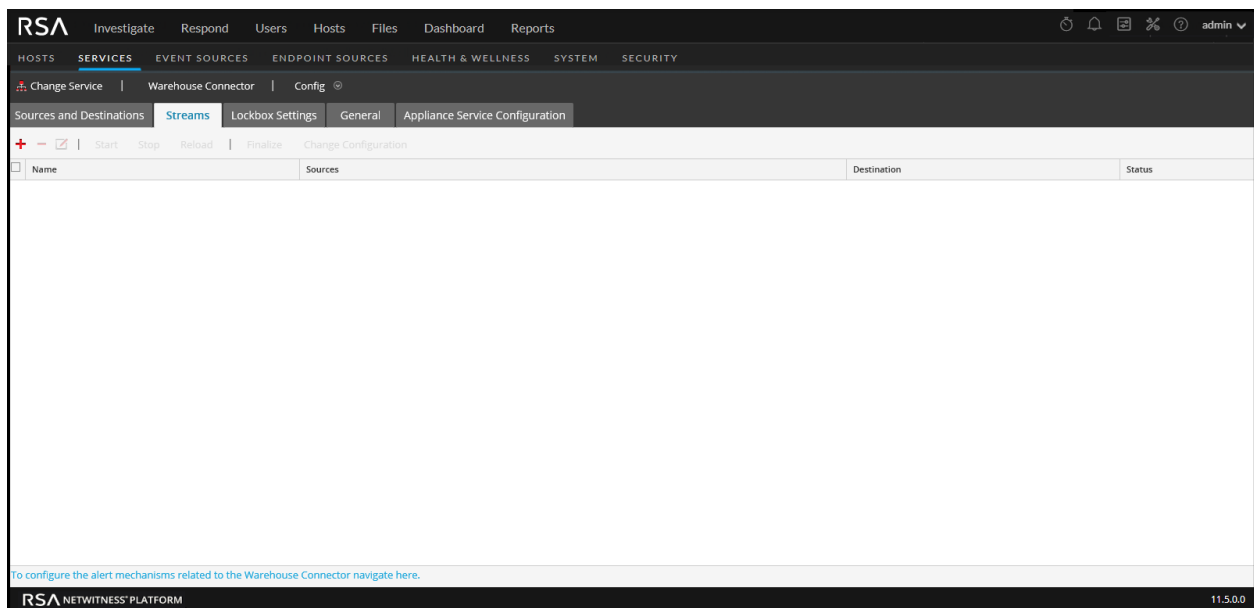 RSA Investigate Respond Users Hosts Files Dashboard Reports admin
HOSTS SERVICES EVENT SOURCES ENDPOINT SOURCES HEALTH & WELLNESS SYSTEM SECURITY
Change Service | Warehouse Connector | Config
Sources and Destinations Streams Lockbox Settings General Appliance Service Configuration
Start Stop Reload | Finalize Change Configuration
Name Sources Destination Status
To configure the alert mechanisms related to the Warehouse Connector navigate here.
RSA NETWITNESS® PLATFORM 11.5.0.0